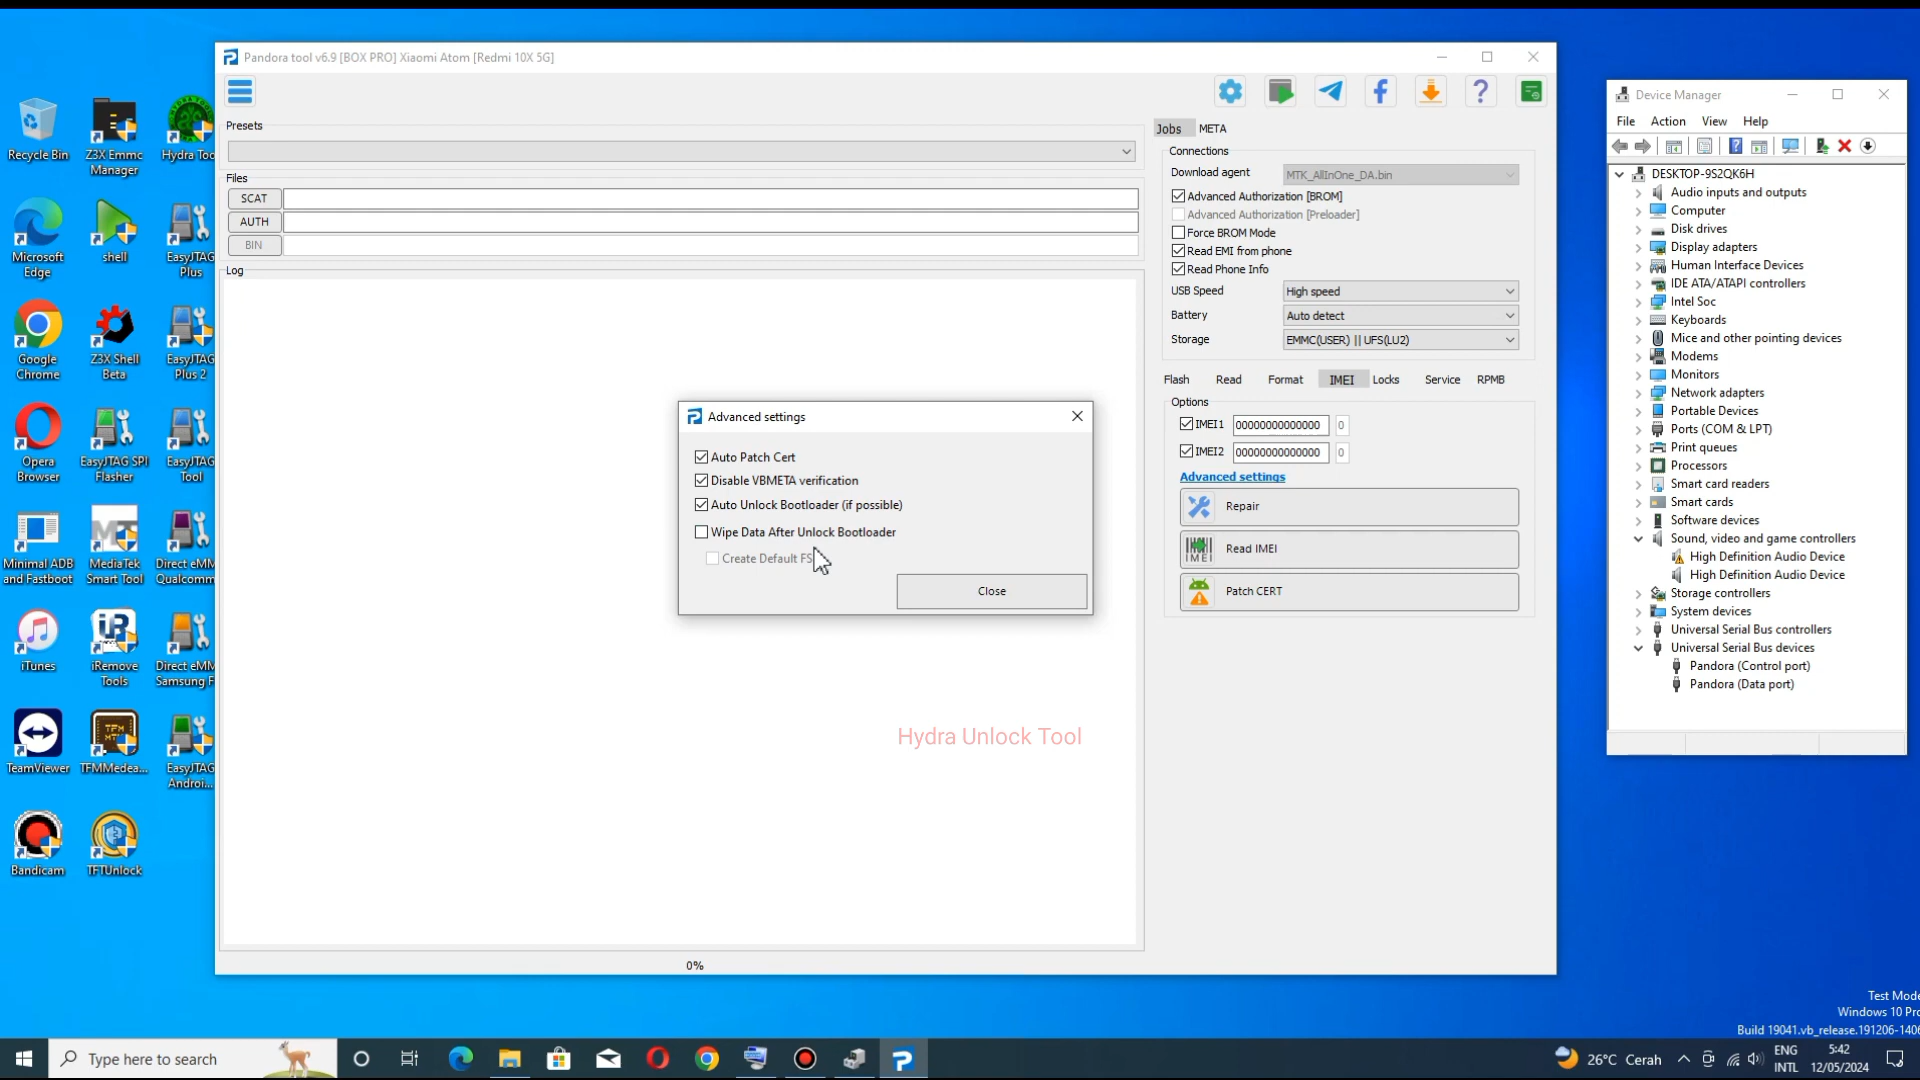 Pandora tool v6.9 [BOX PRO] Xiaomi Atom [Redmi 10X 5G]
Presets
Files
SCAT
AUTH
BIN
Log
0%
Jobs META
Connections
Download agent MTK_AllInOne_DA.bin
Advanced Authorization [BROM]
Advanced Authorization [Preloader]
Force BROM Mode
Read EMI from phone
Read Phone Info
USB Speed High speed
Battery Auto detect
Storage EMMC(USER) || UFS(LU2)
Flash Read Format IMEI Locks Service RPMB
Options
IMEI1 00000000000000 0
IMEI2 00000000000000 0
Advanced settings
Repair
Read IMEI
Patch CERT
Advanced settings
Auto Patch Cert
Disable VBMETA verification
Auto Unlock Bootloader (if possible)
Wipe Data After Unlock Bootloader
Create Default FS
Close
Hydra Unlock Tool
Device Manager
File Action View Help
DESKTOP-9S2QK6H
Audio inputs and outputs
Computer
Disk drives
Display adapters
Human Interface Devices
IDE ATA/ATAPI controllers
Intel Soc
Keyboards
Mice and other pointing devices
Modems
Monitors
Network adapters
Portable Devices
Ports (COM & LPT)
Print queues
Processors
Smart card readers
Smart cards
Software devices
Sound, video and game controllers
High Definition Audio Device
High Definition Audio Device
Storage controllers
System devices
Universal Serial Bus controllers
Universal Serial Bus devices
Pandora (Control port)
Pandora (Data port)
Recycle Bin
Z3X Emmc
Manager
Hydra Too
Microsoft
Edge
shell
EasyJTAG
Plus
Google
Chrome
Z3X Shell
Beta
EasyJTAG
Plus 2
Opera
Browser
EasyJTAG SPI
Flasher
EasyJTAG
Tool
Minimal ADB
and Fastboot
MediaTek
Smart Tool
Direct eMM
Qualcomm
iTunes
iRemove
Tools
Direct eMM
Samsung F
TeamViewer
TFMMedea...
EasyJTAG
Androi...
Bandicam
TFTUnlock
Test Mode
Windows 10 Pro
Build 19041.vb_release.191206-1406
Type here to search
26°C Cerah
ENG
INTL
5:42
12/05/2024